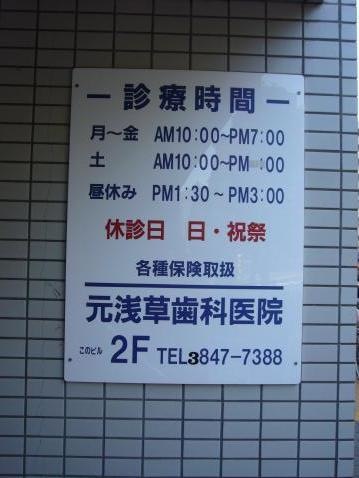 ― 診療時間 ―
月～金 AM10:00~PM7:00
土 AM10:00~PM :00
昼休み PM1:30~PM3:00
休診日 日・祝祭
各種保険取扱
元浅草歯科医院
このビル 2F TEL3847-7388